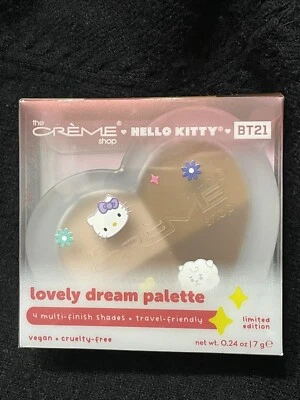 the
CRÈME
shop
HELLO KITTY®
BT21
CRÈME
lovely dream palette
4 multi-finish shades + travel-friendly
limited
edition
vegan + cruelty-free
net wt. 0.24 oz | 7 g ℮